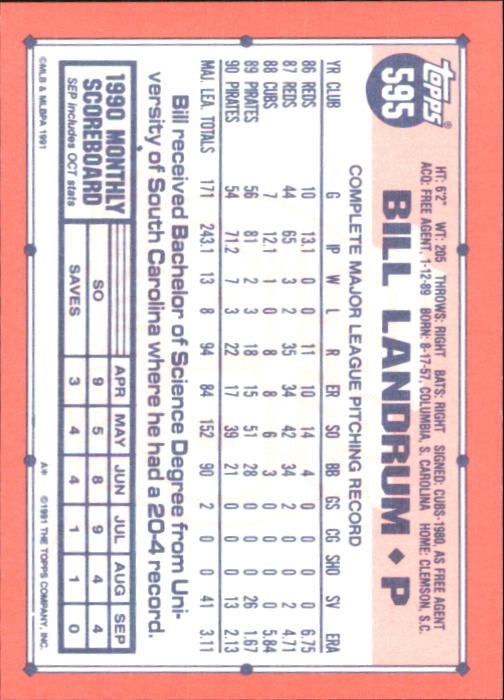 Topps®
595
HT: 6'2" WT: 205 THROWS: RIGHT BATS: RIGHT SIGNED: CUBS-1980, AS FREE AGENT
ACQ: FREE AGENT, 1-12-89 BORN: 8-17-57, COLUMBIA, S. CAROLINA HOME: CLEMSON, S.C.
BILL LANDRUM ♦ P
COMPLETE MAJOR LEAGUE PITCHING RECORD
YR CLUB G IP W L R ER SO BB GS CG SHO SV ERA
86 REDS 10 13.1 0 0 11 10 14 4 0 0 0 0 6.75
87 REDS 44 65 3 2 35 34 42 34 2 0 0 2 4.71
88 CUBS 7 12.1 1 0 8 8 6 3 0 0 0 0 5.84
89 PIRATES 56 81 2 3 18 15 51 28 0 0 0 26 1.67
90 PIRATES 54 71.2 7 3 22 17 39 21 0 0 0 13 2.13
MAJ. LEA. TOTALS 171 243.1 13 8 94 84 152 90 2 0 0 41 3.11
Bill received Bachelor of Science Degree from Uni-
versity of South Carolina where he had a 20-4 record.
1990 MONTHLY
SCOREBOARD
SEP includes OCT stats
APR MAY JUN JUL AUG SEP
SO 9 5 8 9 4 4
SAVES 3 4 4 1 1 0
©MLB & MLBPA 1991
A* ©1991 THE TOPPS COMPANY, INC.